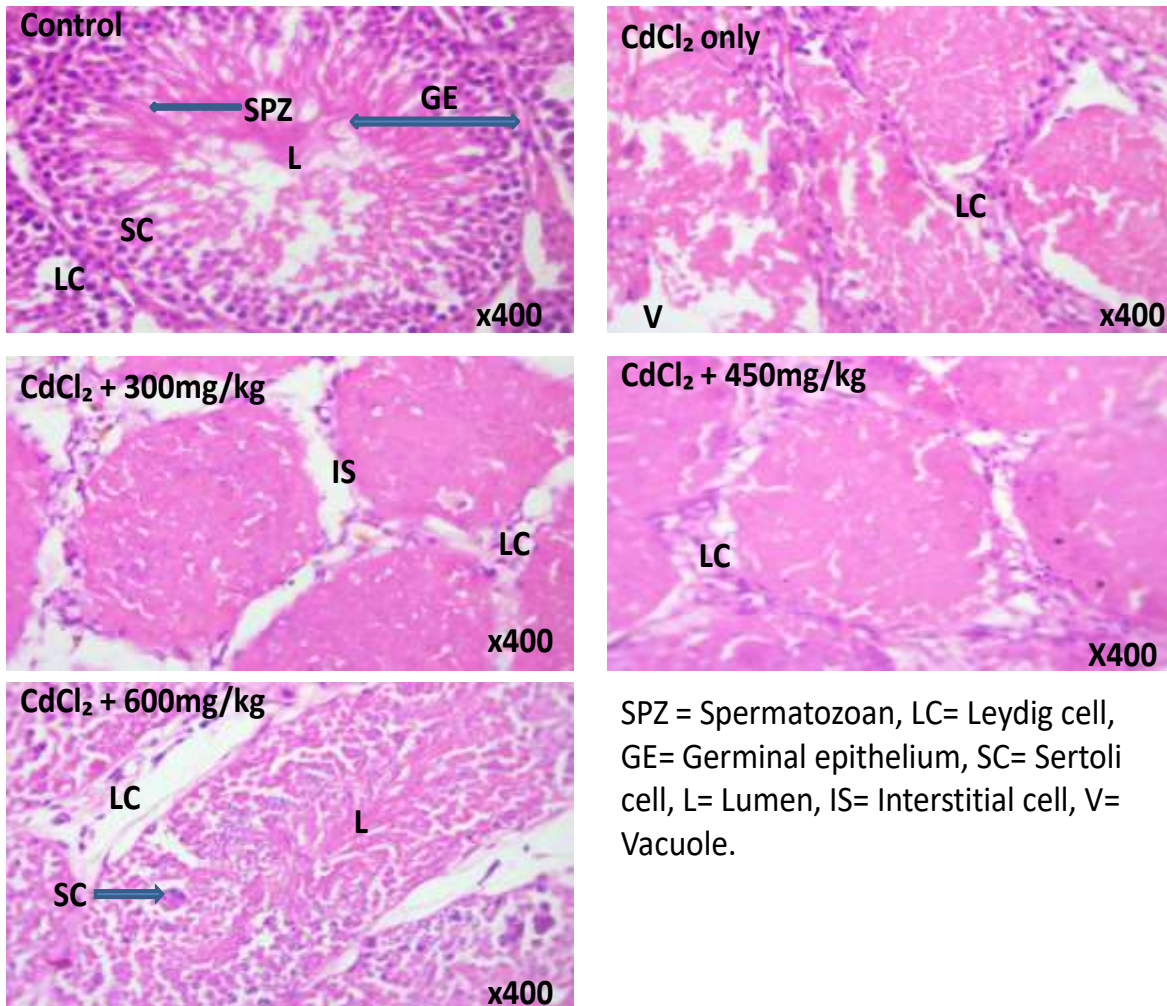 Control
GE
SPZ
L
SC
LC
x400
CdCl₂ only
LC
V
x400
CdCl₂ + 300mg/kg
IS
LC
x400
CdCl₂ + 450mg/kg
LC
X400
CdCl₂ + 600mg/kg
LC
L
SC
x400
SPZ = Spermatozoan, LC= Leydig cell,
GE= Germinal epithelium, SC= Sertoli
cell, L= Lumen, IS= Interstitial cell, V=
Vacuole.